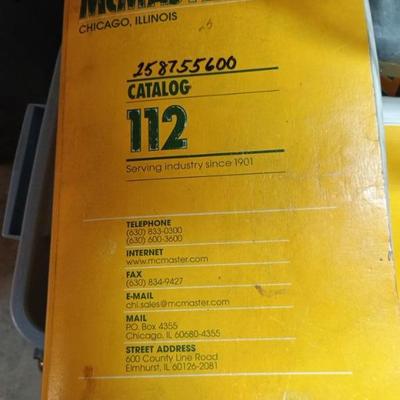 CHICAGO, ILLINOIS
258755600
CATALOG
112
Serving industry since 1901
TELEPHONE
(630) 833-0300
(630) 600-3600
INTERNET
www.mcmaster.com
FAX
(630) 834-9427
E-MAIL
chi.sales@mcmaster.com
MAIL
P.O. Box 4355
Chicago, IL 60680-4355
STREET ADDRESS
600 County Line Road
Elmhurst, IL 60126-2081